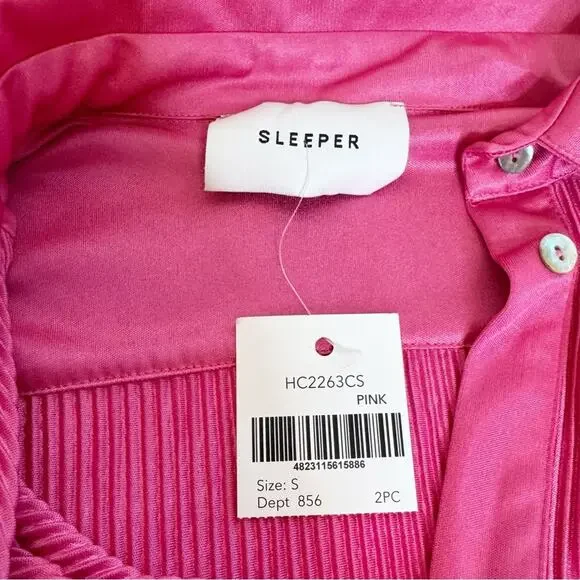 SLEEPER
HC2263CS
PINK
4823115615886
Size: S
Dept 856 2PC